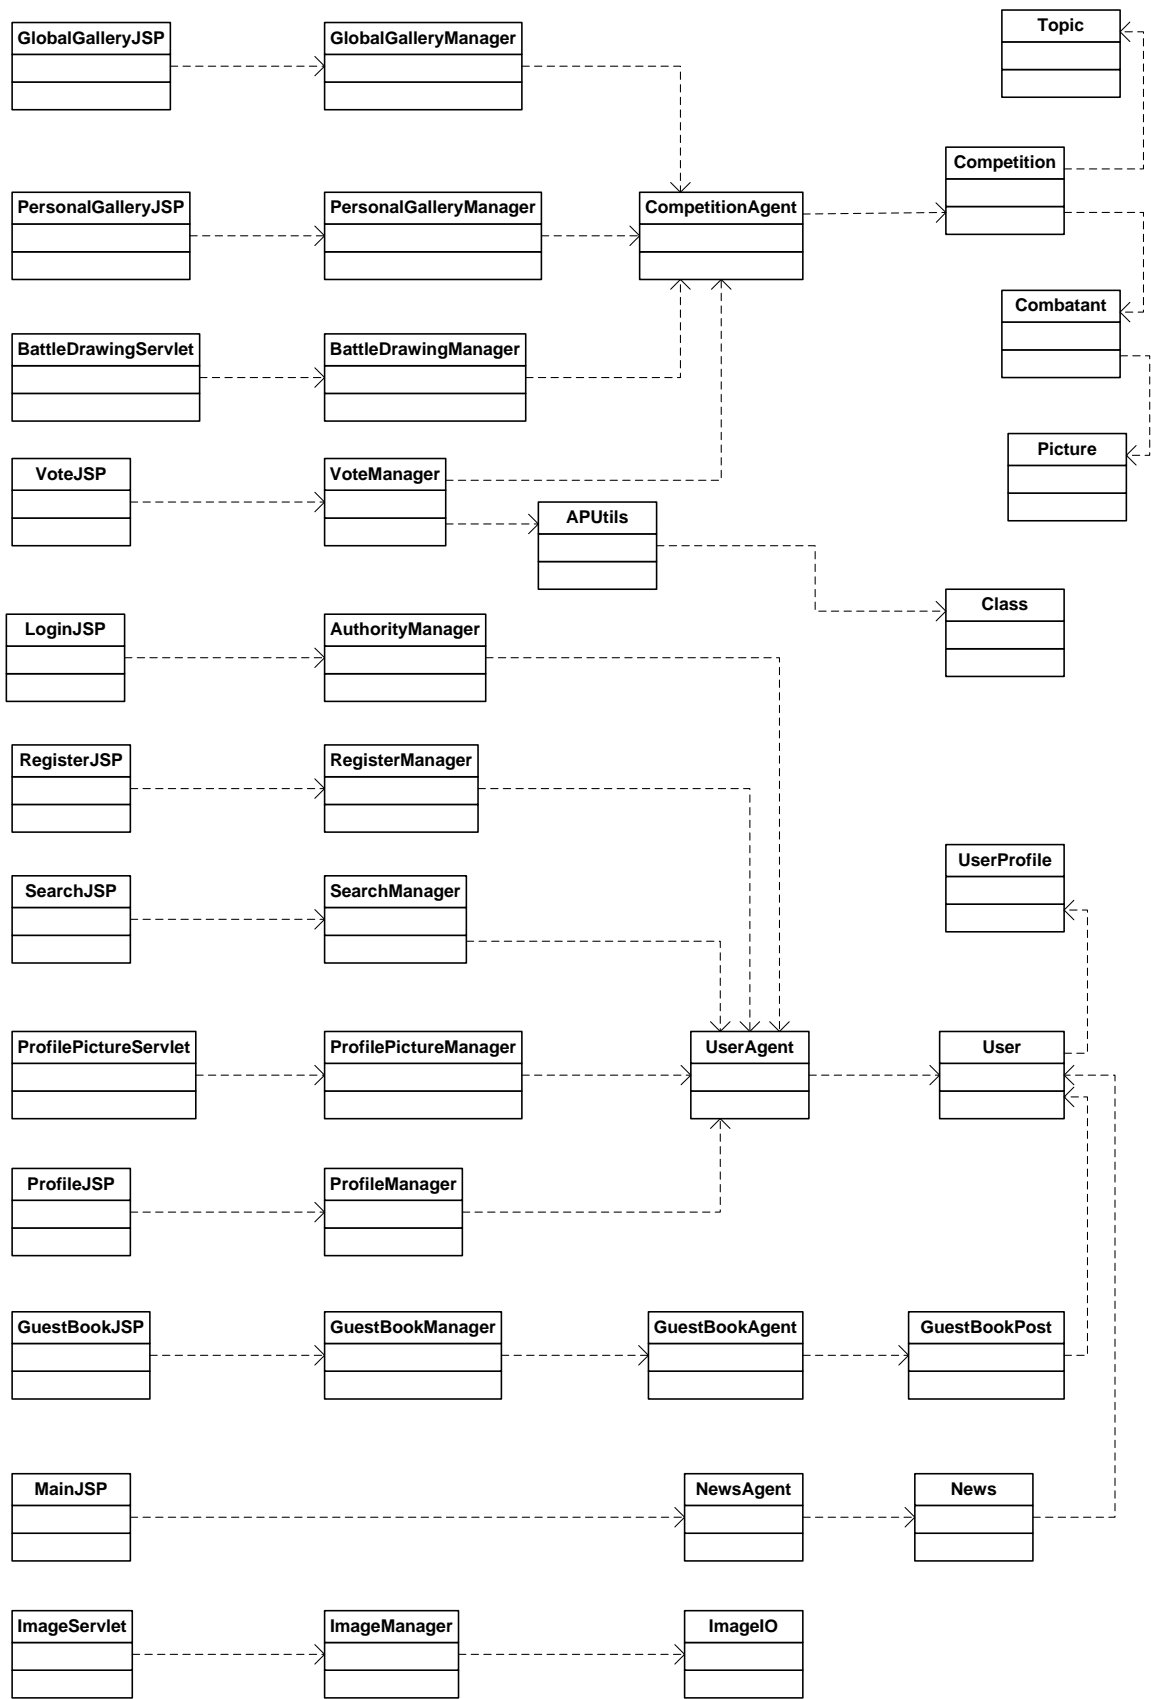 GlobalGalleryJSP
GlobalGalleryManager
Topic
Competition
PersonalGalleryJSP
PersonalGalleryManager
CompetitionAgent
Combatant
BattleDrawingServlet
BattleDrawingManager
Picture
VoteJSP
VoteManager
APUtils
Class
LoginJSP
AuthorityManager
RegisterJSP
RegisterManager
UserProfile
SearchJSP
SearchManager
ProfilePictureServlet
ProfilePictureManager
UserAgent
User
ProfileJSP
ProfileManager
GuestBookJSP
GuestBookManager
GuestBookAgent
GuestBookPost
MainJSP
NewsAgent
News
ImageServlet
ImageManager
ImageIO